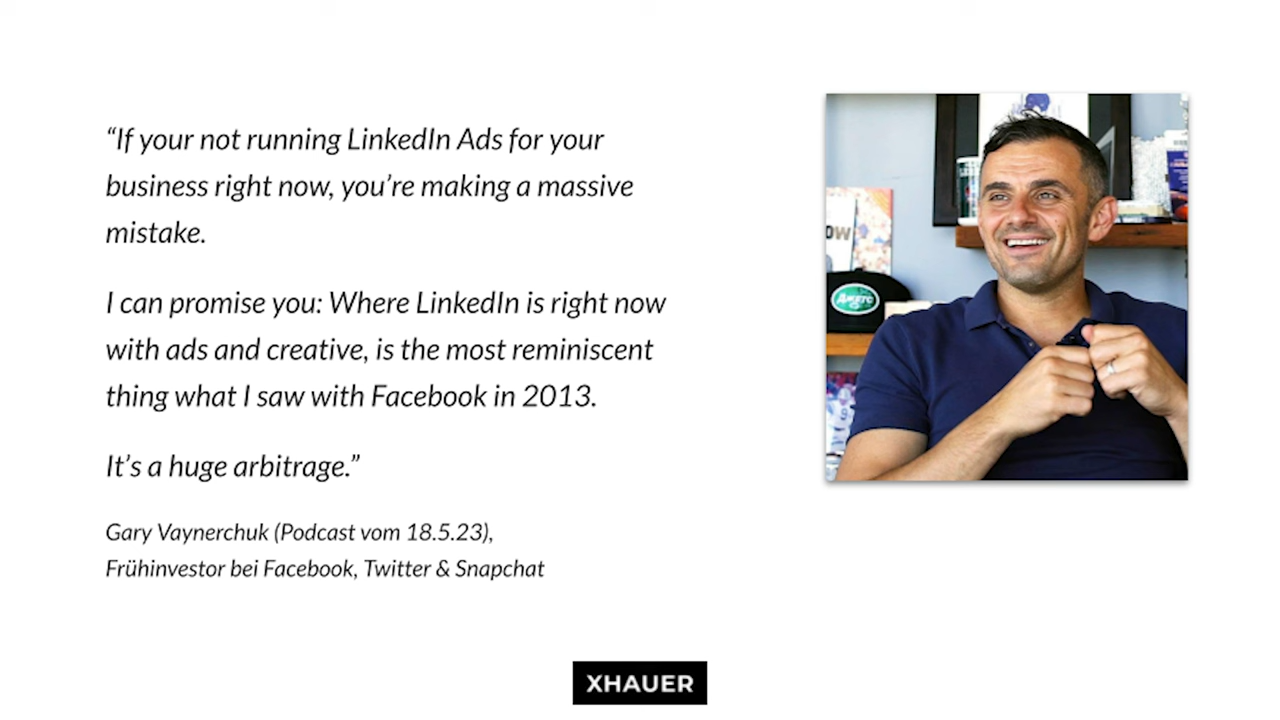 “If your not running LinkedIn Ads for your
business right now, you’re making a massive
mistake.
I can promise you: Where LinkedIn is right now
with ads and creative, is the most reminiscent
thing what I saw with Facebook in 2013.
It’s a huge arbitrage.”
Gary Vaynerchuk (Podcast vom 18.5.23),
Frühinvestor bei Facebook, Twitter & Snapchat
XHAUER